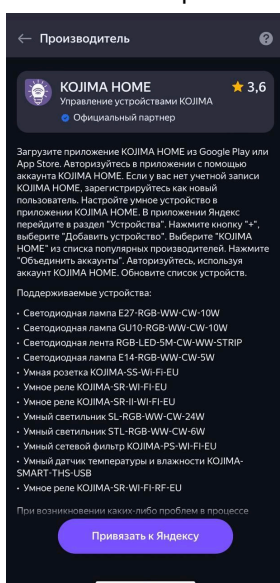 ← Производитель
KOJIMA HOME 3,6
Управление устройствами KOJIMA
Официальный партнер
Загрузите приложение KOJIMA HOME из Google Play или
App Store. Авторизуйтесь в приложении с помощью
аккаунта KOJIMA HOME. Если у вас нет учетной записи
KOJIMA HOME, зарегистрируйтесь как новый
пользователь. Настройте умное устройство в
приложении KOJIMA HOME. В приложении Яндекс
перейдите в раздел "Устройства". Нажмите кнопку "+",
выберите "Добавить устройство". Выберите "KOJIMA
HOME" из списка популярных производителей. Нажмите
"Объединить аккаунты". Авторизуйтесь, используя
аккаунт KOJIMA HOME. Обновите список устройств.
Поддерживаемые устройства:
• Светодиодная лампа E27-RGB-WW-CW-10W
• Светодиодная лампа GU10-RGB-WW-CW-10W
• Светодиодная лента RGB-LED-5M-CW-WW-STRIP
• Светодиодная лампа E14-RGB-WW-CW-5W
• Умная розетка KOJIMA-SS-Wi-Fi-EU
• Умное реле KOJIMA-SR-WI-FI-EU
• Умное реле KOJIMA-SR-II-WI-FI-EU
• Умный светильник SL-RGB-WW-CW-24W
• Умный светильник STL-RGB-WW-CW-6W
• Умный сетевой фильтр KOJIMA-PS-WI-FI-EU
• Умный датчик температуры и влажности KOJIMA-
SMART-THS-USB
• Умное реле KOJIMA-SR-WI-FI-RF-EU
При возникновении каких-либо проблем в процессе
Привязать к Яндексу